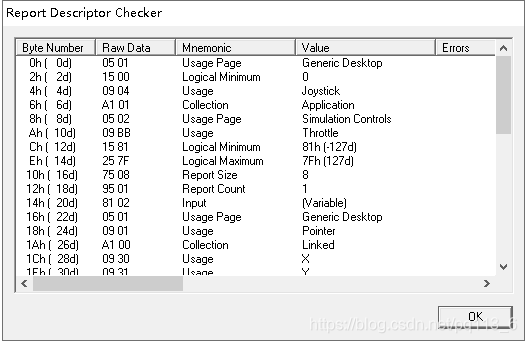 Report Descriptor Checker
Byte Number Raw Data Mnemonic Value Errors
0h ( 0d) 05 01 Usage Page Generic Desktop
2h ( 2d) 15 00 Logical Minimum 0
4h ( 4d) 09 04 Usage Joystick
6h ( 6d) A1 01 Collection Application
8h ( 8d) 05 02 Usage Page Simulation Controls
Ah ( 10d) 09 BB Usage Throttle
Ch ( 12d) 15 81 Logical Minimum 81h (-127d)
Eh ( 14d) 25 7F Logical Maximum 7Fh (127d)
10h ( 16d) 75 08 Report Size 8
12h ( 18d) 95 01 Report Count 1
14h ( 20d) 81 02 Input (Variable)
16h ( 22d) 05 01 Usage Page Generic Desktop
18h ( 24d) 09 01 Usage Pointer
1Ah ( 26d) A1 00 Collection Linked
1Ch ( 28d) 09 30 Usage X
1Eh ( 30d) 09 31 Usage Y
OK